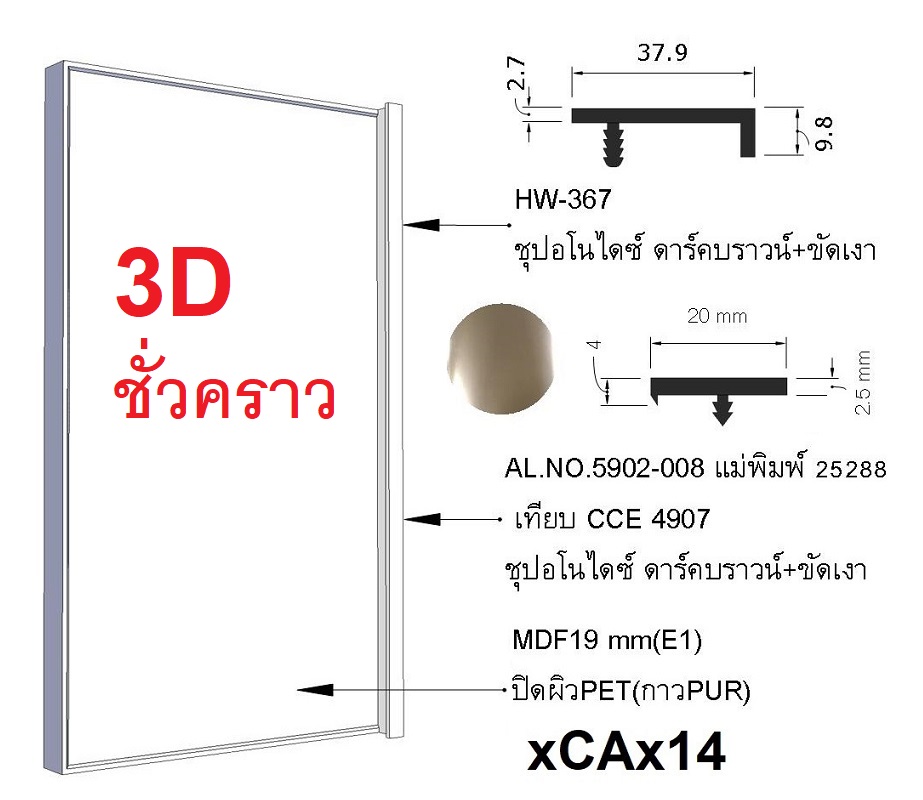 37.9
2.7
9.8
HW-367
ชุบอโนไดซ์ ดาร์คบราวน์+ขัดเงา
3D
ชั่วคราว
20 mm
4
2.5 mm
AL.NO.5902-008 แม่พิมพ์ 25288
เทียบ CCE 4907
ชุบอโนไดซ์ ดาร์คบราวน์+ขัดเงา
MDF19 mm(E1)
ปิดผิวPET(กาวPUR)
xCAx14